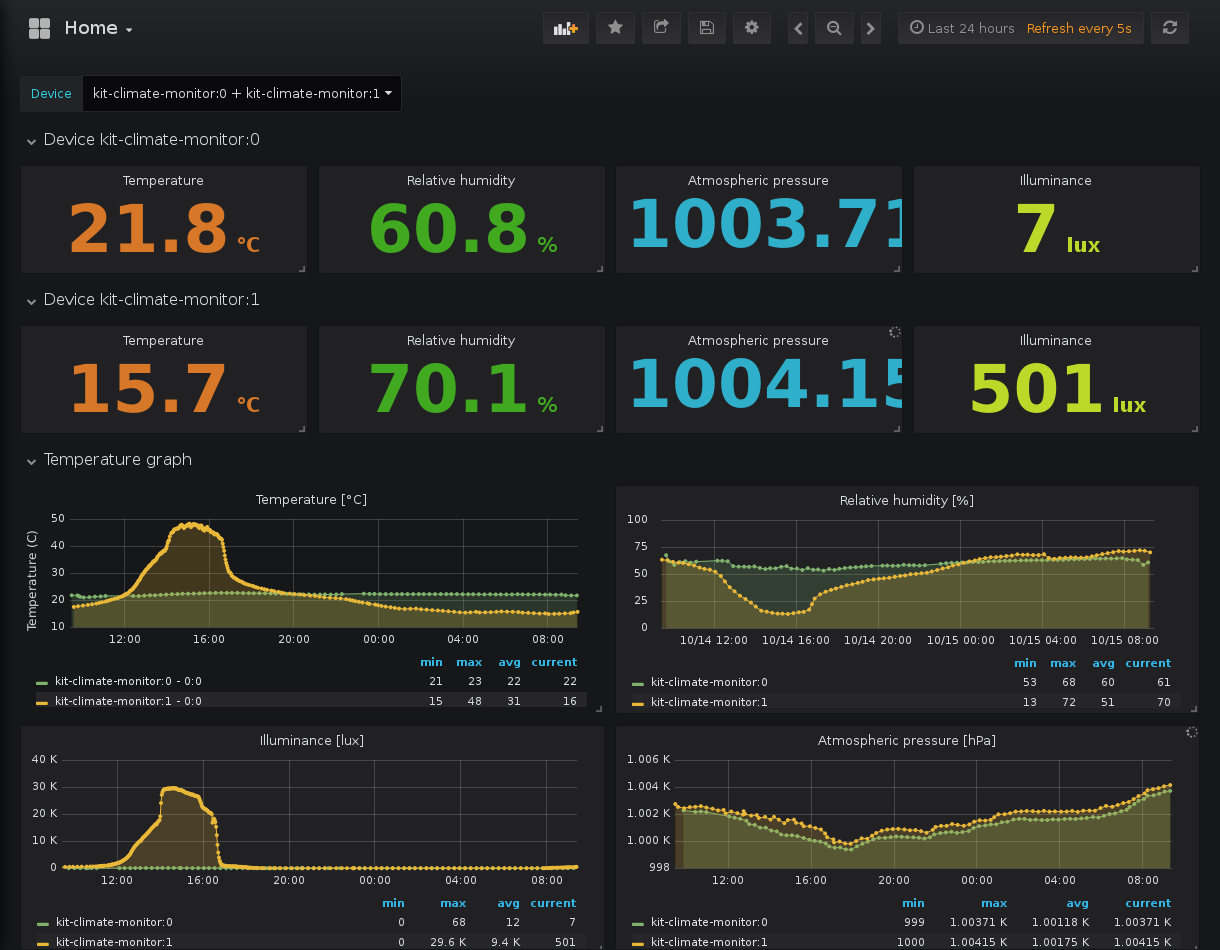 Home
Last 24 hours Refresh every 5s
Device kit-climate-monitor:0 + kit-climate-monitor:1
Device kit-climate-monitor:0
Temperature Relative humidity Atmospheric pressure Illuminance
21.8 °C 60.8 % 1003.71 7 lux
Device kit-climate-monitor:1
Temperature Relative humidity Atmospheric pressure Illuminance
15.7 °C 70.1 % 1004.15 501 lux
Temperature graph
Temperature [°C]
Temperature (C)
50
40
30
20
10
12:00 16:00 20:00 00:00 04:00 08:00
min max avg current
kit-climate-monitor:0 - 0:0 21 23 22 22
kit-climate-monitor:1 - 0:0 15 48 31 16
Relative humidity [%]
100
75
50
25
0
10/14 12:00 10/14 16:00 10/14 20:00 10/15 00:00 10/15 04:00 10/15 08:00
min max avg current
kit-climate-monitor:0 53 68 60 61
kit-climate-monitor:1 13 72 51 70
Illuminance [lux]
40 K
30 K
20 K
10 K
0
12:00 16:00 20:00 00:00 04:00 08:00
min max avg current
kit-climate-monitor:0 0 68 12 7
kit-climate-monitor:1 0 29.6 K 9.4 K 501
Atmospheric pressure [hPa]
1.006 K
1.004 K
1.002 K
1.000 K
998
12:00 16:00 20:00 00:00 04:00 08:00
min max avg current
kit-climate-monitor:0 999 1.00371 K 1.00118 K 1.00371 K
kit-climate-monitor:1 1000 1.00415 K 1.00175 K 1.00415 K